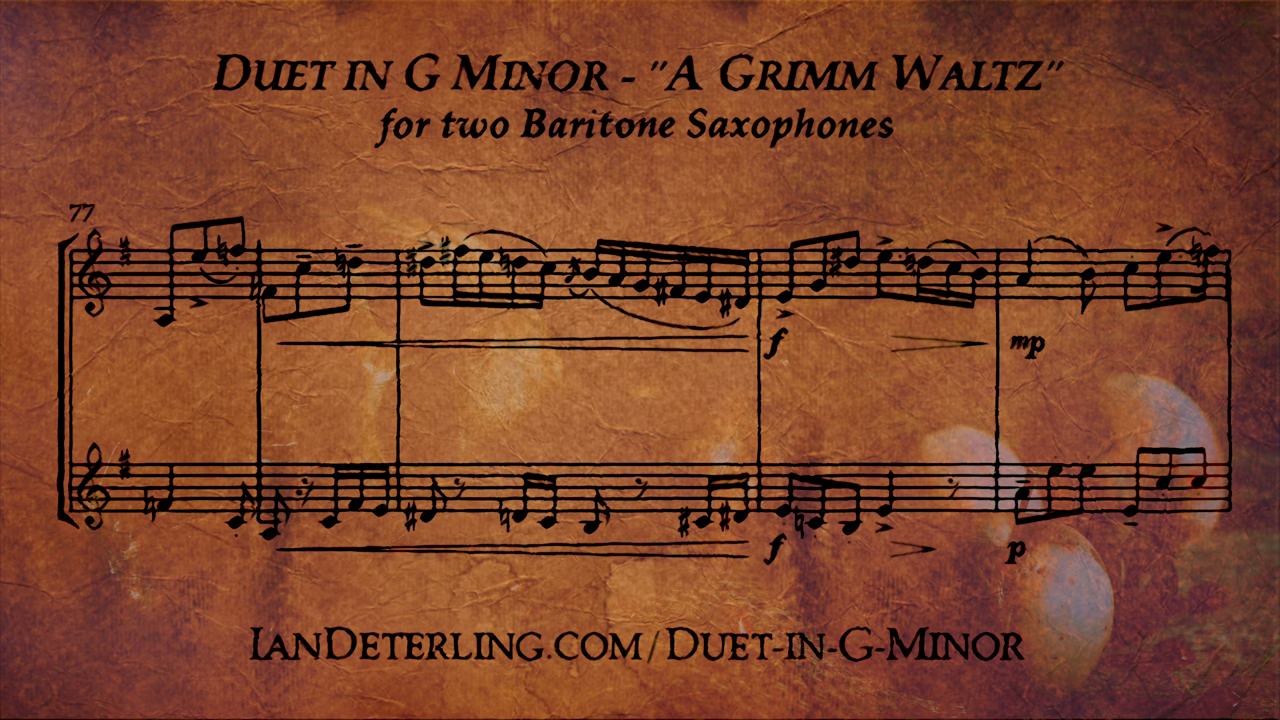 Duet in G Minor - "A Grimm Waltz"
for two Baritone Saxophones
77
f
mp
f
p
IanDeterling.com/Duet-in-G-Minor